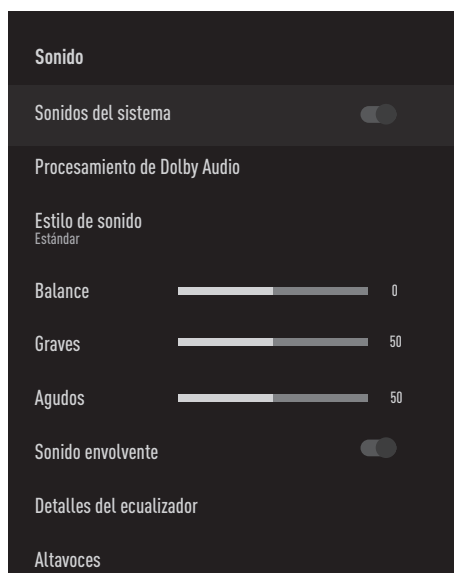 Sonido
Sonidos del sistema
Procesamiento de Dolby Audio
Estilo de sonido
Estándar
Balance 0
Graves 50
Agudos 50
Sonido envolvente
Detalles del ecualizador
Altavoces